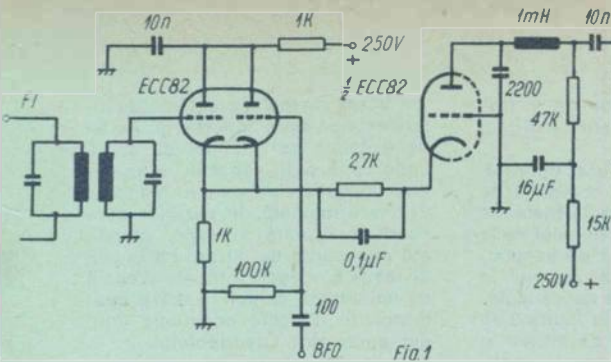 10n
1K
250V
+
ECC82
½ ECC82
1mH
10n
2200
47K
FI
2,7K
16µF
1K
0,1µF
15K
100K
250V +
100
BFO
Fig.1